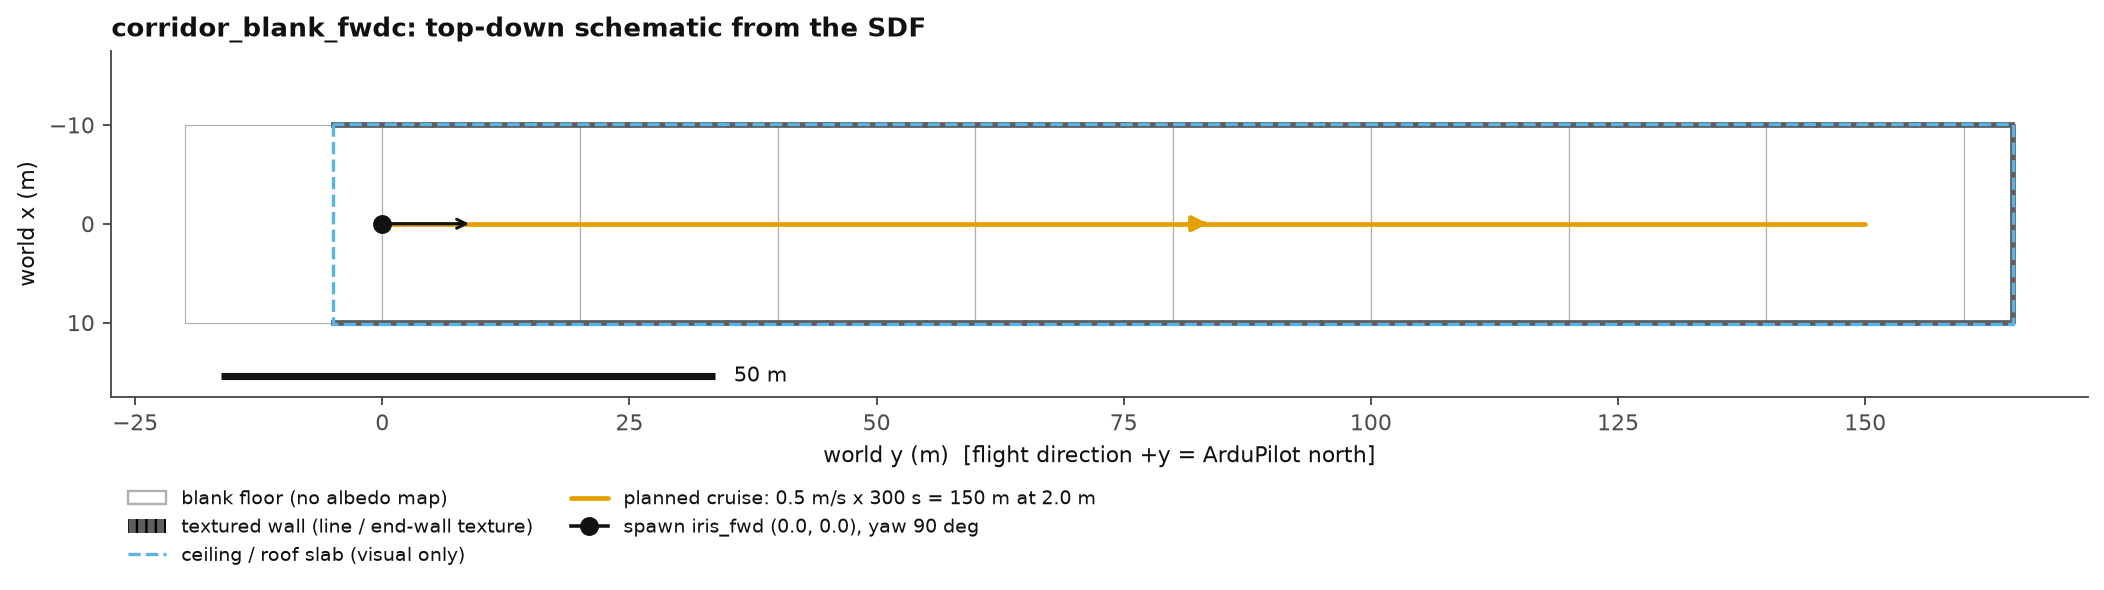 corridor_blank_fwdc: top-down schematic from the SDF
world x (m)
−10
0
10
50 m
−25
0
25
50
75
100
125
150
world y (m)  [flight direction +y = ArduPilot north]
blank floor (no albedo map)
textured wall (line / end-wall texture)
ceiling / roof slab (visual only)
planned cruise: 0.5 m/s x 300 s = 150 m at 2.0 m
spawn iris_fwd (0.0, 0.0), yaw 90 deg